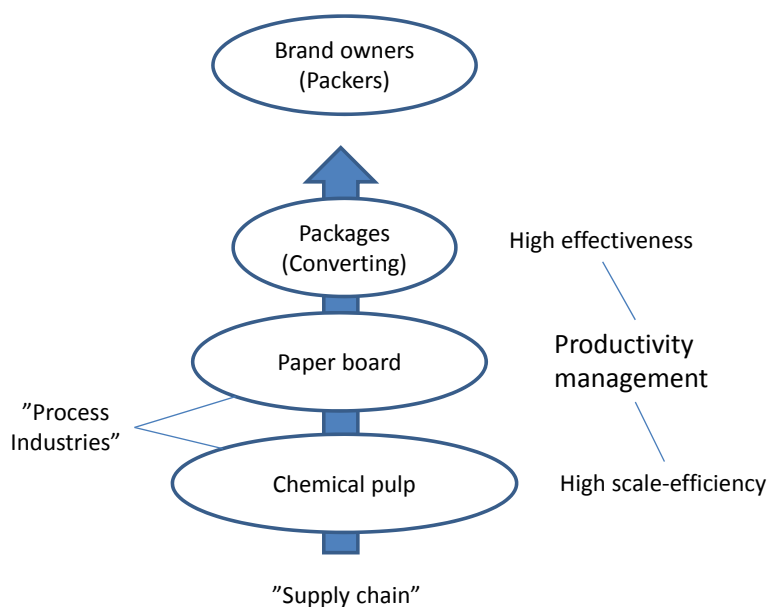 Brand owners
(Packers)
Packages
(Converting)
High effectiveness
Paper board
Productivity
management
”Process
Industries”
Chemical pulp
High scale-efficiency
”Supply chain”